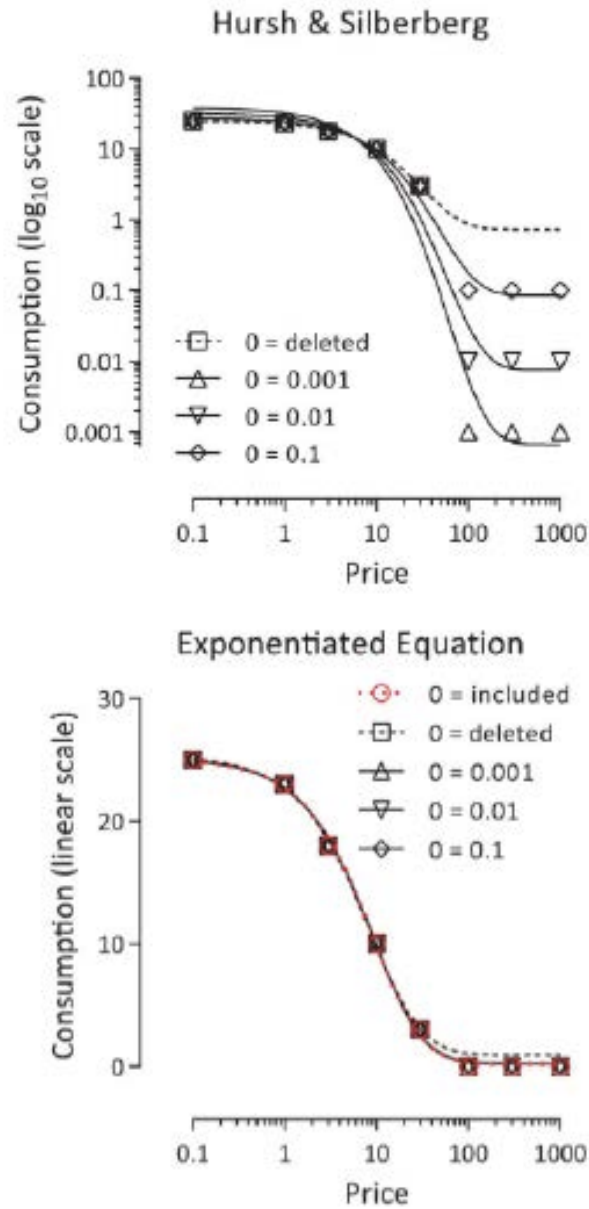 Hursh & Silberberg
Consumption (log10 scale)
100
10
1
0.1
0.01
0.001
0 = deleted
0 = 0.001
0 = 0.01
0 = 0.1
0.1 1 10 100 1000
Price
Exponentiated Equation
Consumption (linear scale)
30
20
10
0
0 = included
0 = deleted
0 = 0.001
0 = 0.01
0 = 0.1
0.1 1 10 100 1000
Price